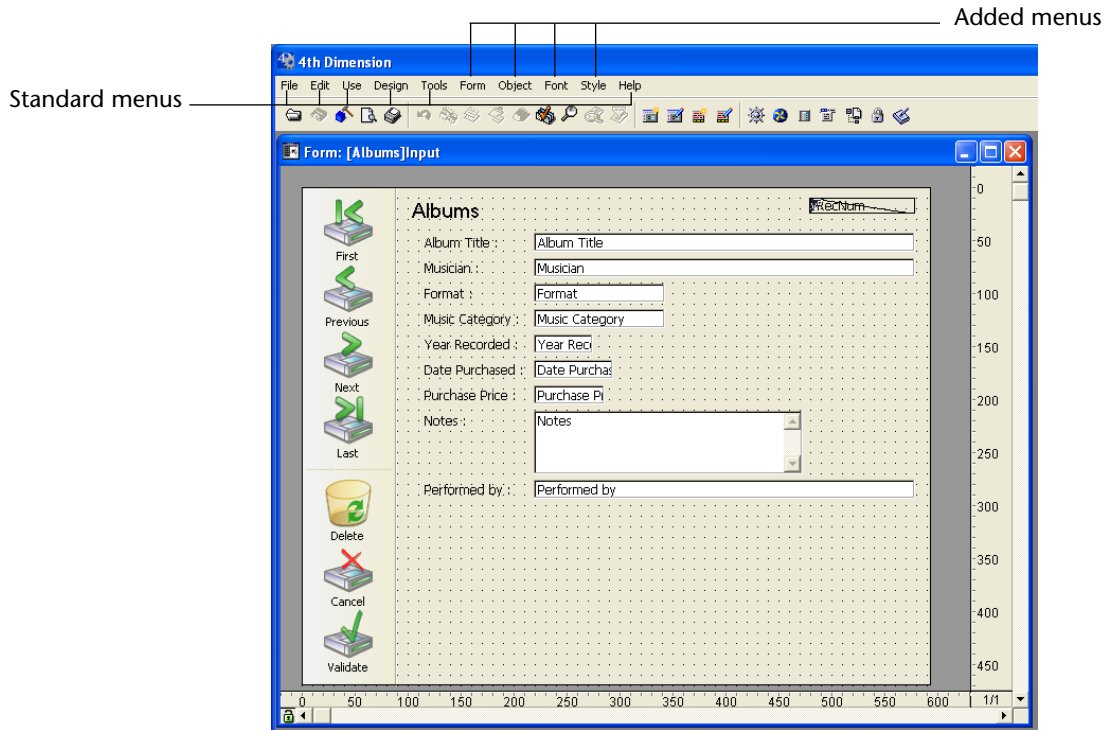 Added menus
4th Dimension
File Edit Use Design Tools Form Object Font Style Help
Standard menus
Form: [Albums]Input
0
50
100
150
200
250
300
350
400
450
First
Previous
Next
Last
Delete
Cancel
Validate
Albums
RecNum
Album Title : Album Title
Musician : Musician
Format : Format
Music Category : Music Category
Year Recorded : Year Rec
Date Purchased : Date Purchas
Purchase Price : Purchase Pr
Notes : Notes
Performed by : Performed by
0 50 100 150 200 250 300 350 400 450 500 550 600 1/1